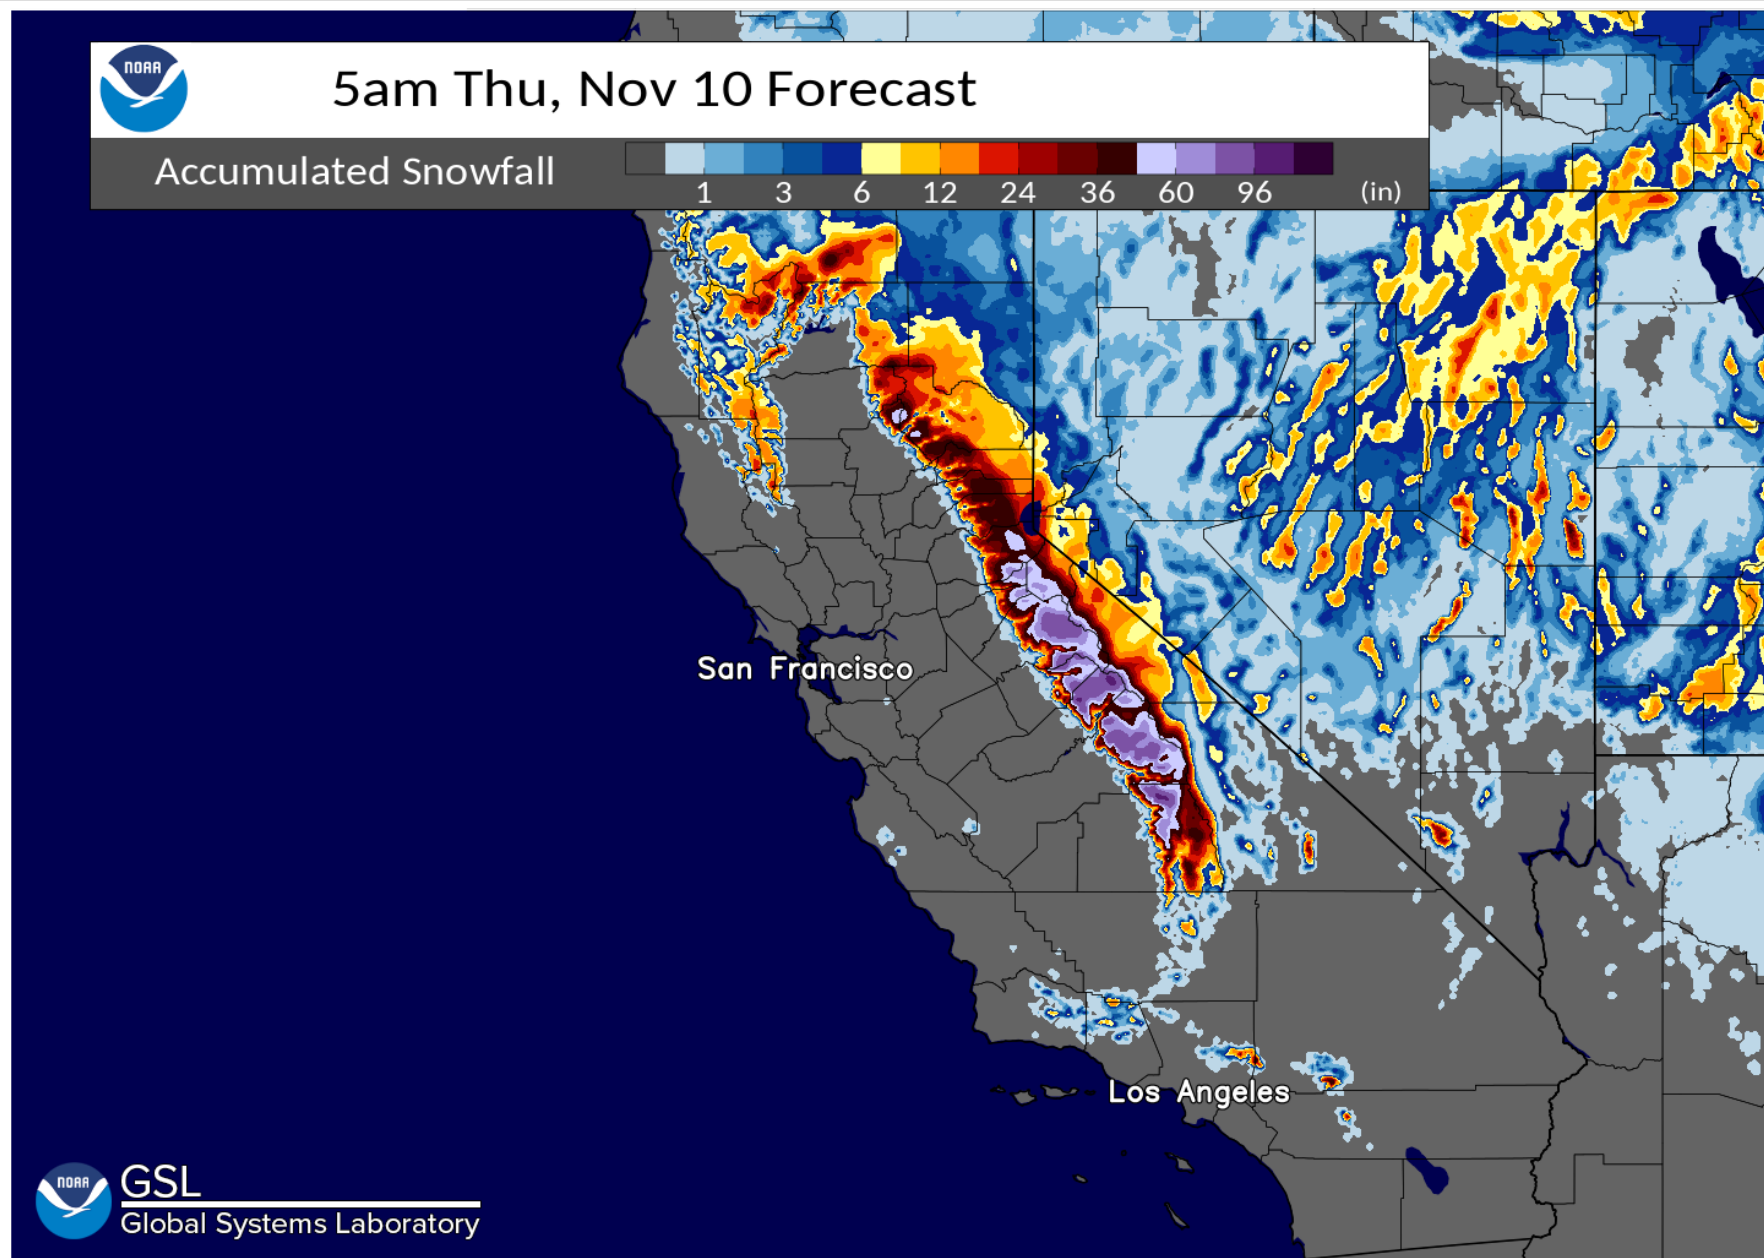 NOAA
5am Thu, Nov 10 Forecast
Accumulated Snowfall
1 3 6 12 24 36 60 96 (in)
San Francisco
Los Angeles
NOAA
GSL
Global Systems Laboratory